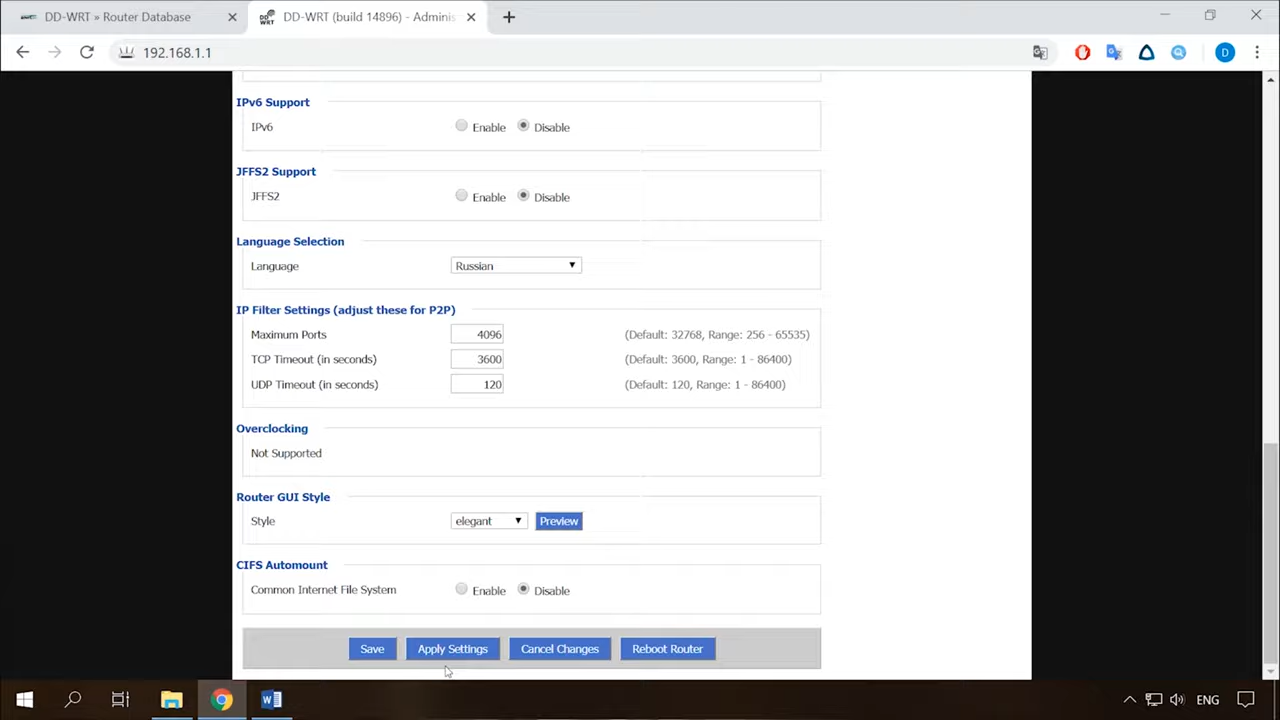 DD-WRT » Router Database
DD-WRT (build 14896) - Adminis
192.168.1.1
D
IPv6 Support
IPv6 Enable Disable
JFFS2 Support
JFFS2 Enable Disable
Language Selection
Language Russian
IP Filter Settings (adjust these for P2P)
Maximum Ports 4096 (Default: 32768, Range: 256 - 65535)
TCP Timeout (in seconds) 3600 (Default: 3600, Range: 1 - 86400)
UDP Timeout (in seconds) 120 (Default: 120, Range: 1 - 86400)
Overclocking
Not Supported
Router GUI Style
Style elegant Preview
CIFS Automount
Common Internet File System Enable Disable
Save Apply Settings Cancel Changes Reboot Router
ENG